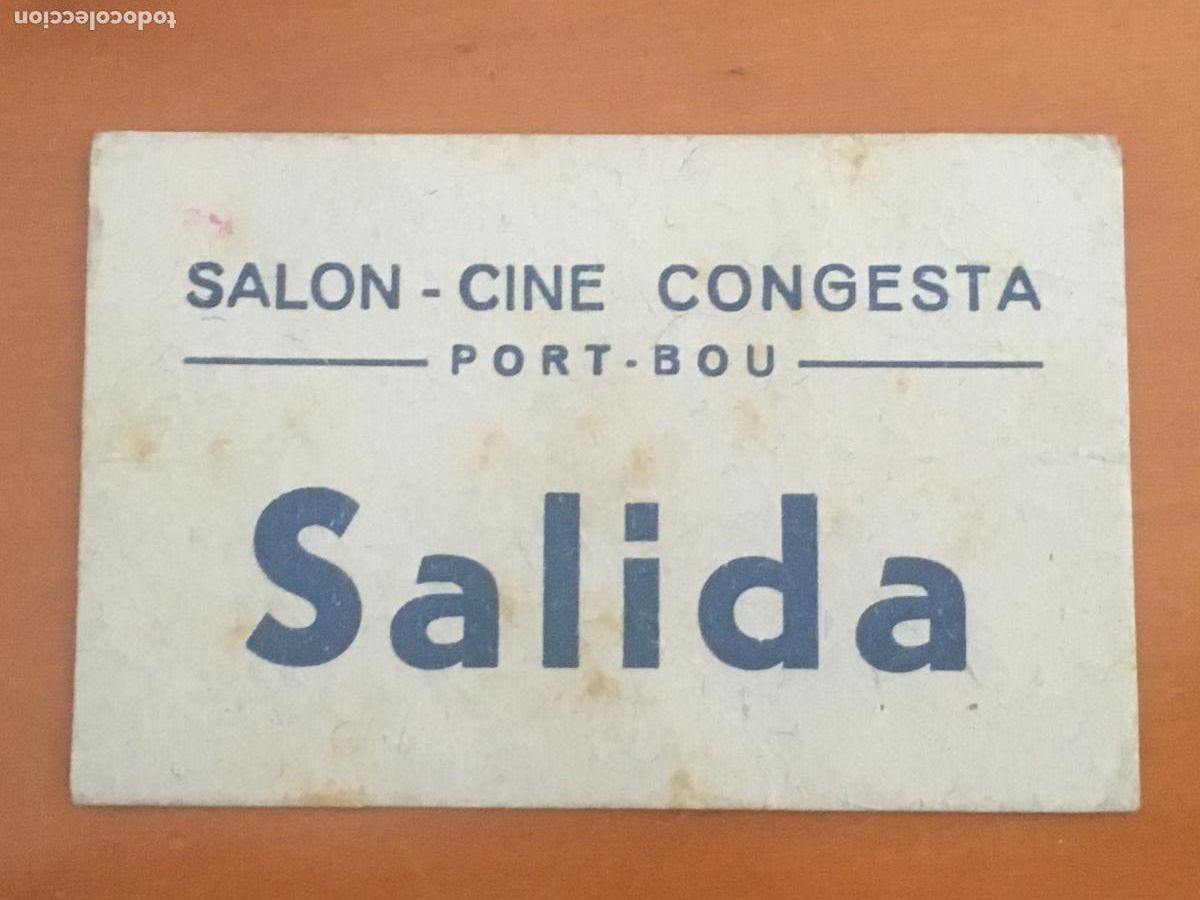 todocoleccion
SALON - CINE CONGESTA
PORT-BOU
Salida